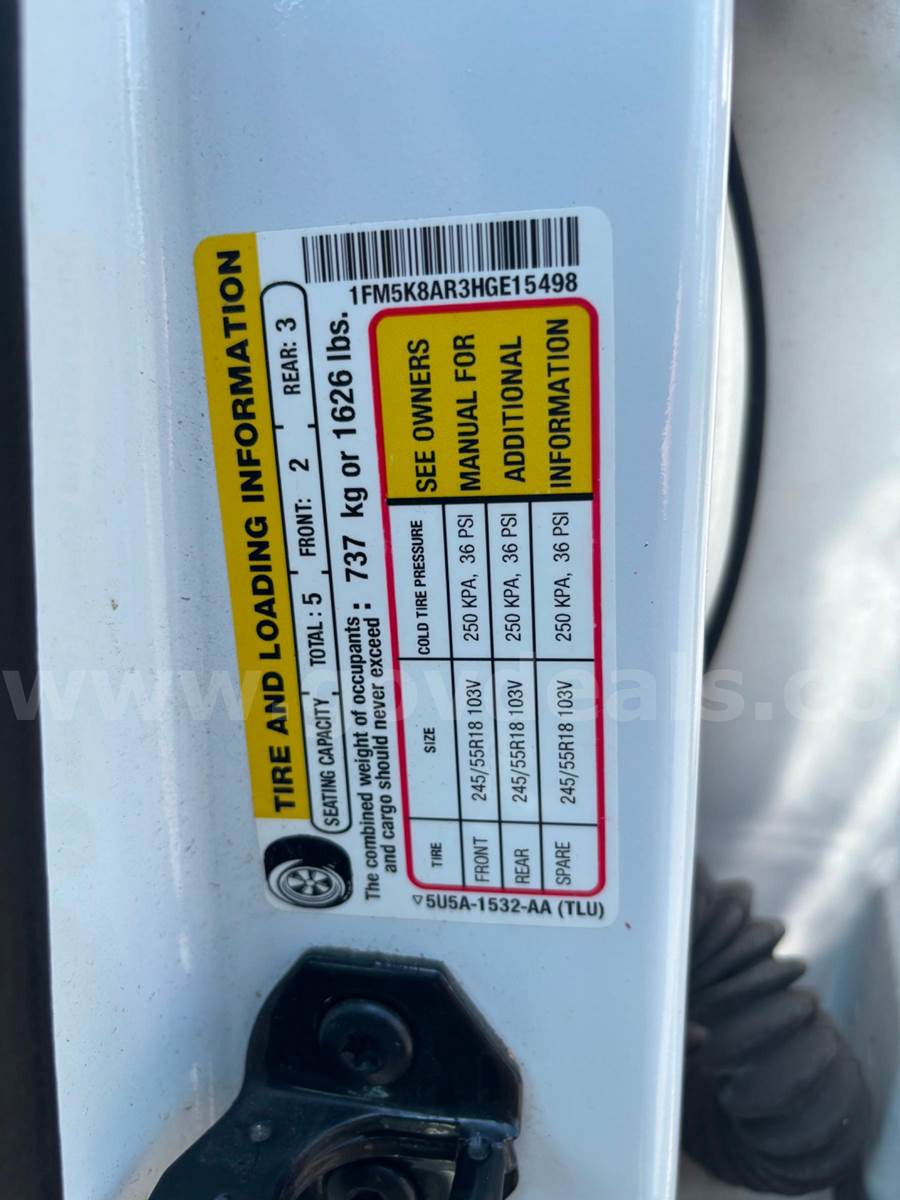 TIRE AND LOADING INFORMATION
SEATING CAPACITY TOTAL : 5 FRONT: 2 REAR: 3
The combined weight of occupants
and cargo should never exceed : 737 kg or 1626 lbs.
1FM5K8AR3HGE15498
TIRE SIZE COLD TIRE PRESSURE
FRONT 245/55R18 103V 250 KPA, 36 PSI
REAR 245/55R18 103V 250 KPA, 36 PSI
SPARE 245/55R18 103V 250 KPA, 36 PSI
SEE OWNERS
MANUAL FOR
ADDITIONAL
INFORMATION
5U5A-1532-AA (TLU)
www.govdeals.co